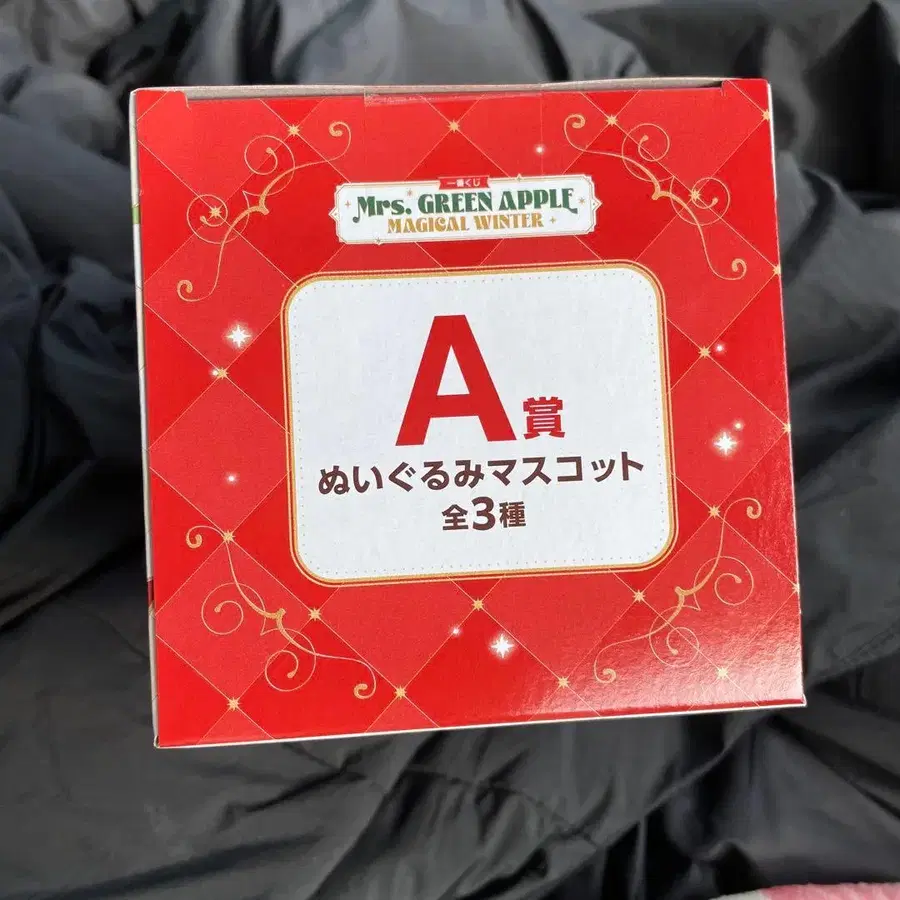 一番くじ
Mrs. GREEN APPLE
MAGICAL WINTER
A賞
ぬいぐるみマスコット
全3種